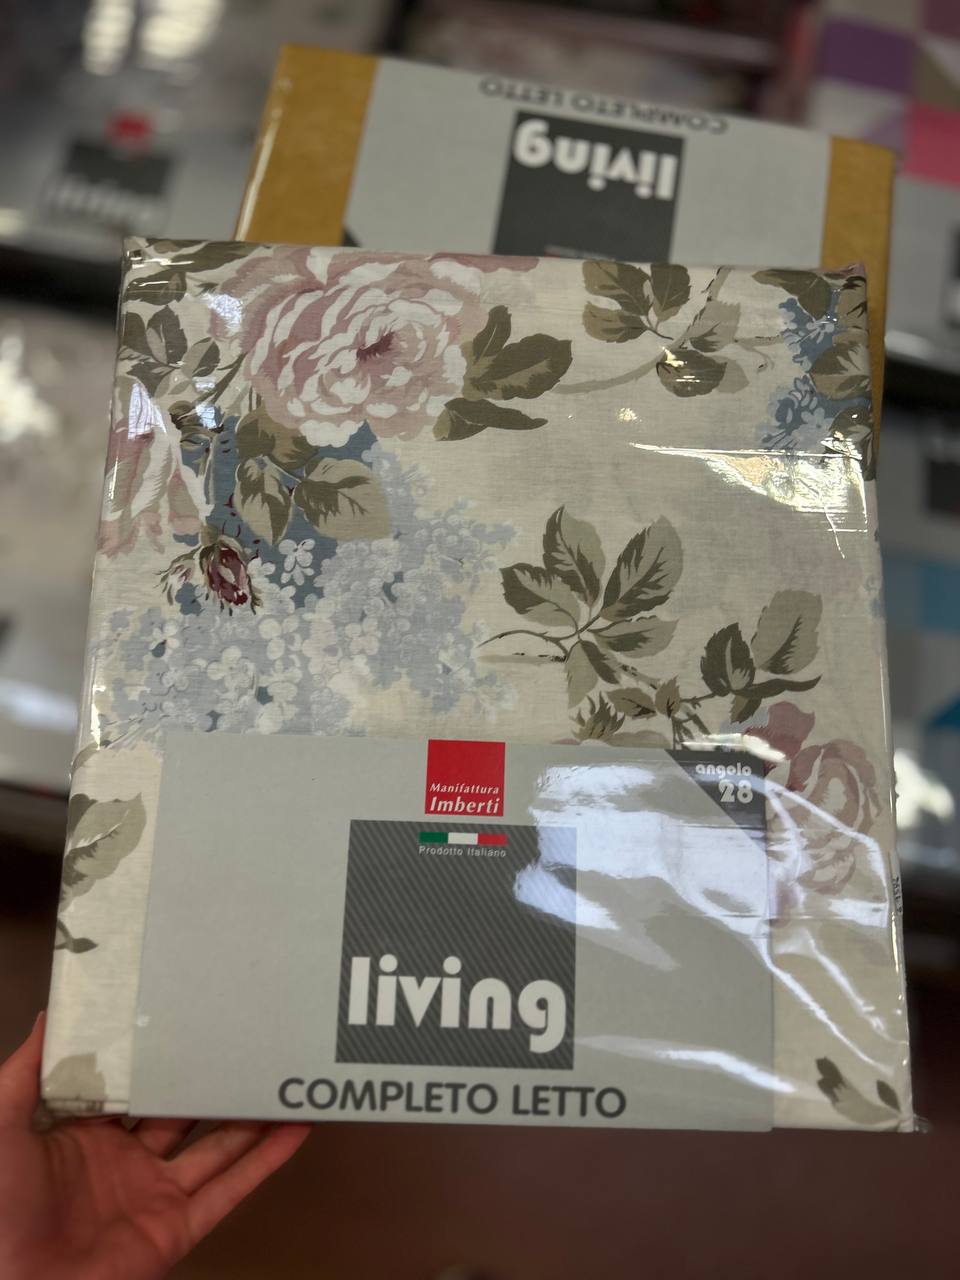 COMPLETO LETTO
living
Manifattura
Imberti
angolo
28
Prodotto Italiano
living
COMPLETO LETTO